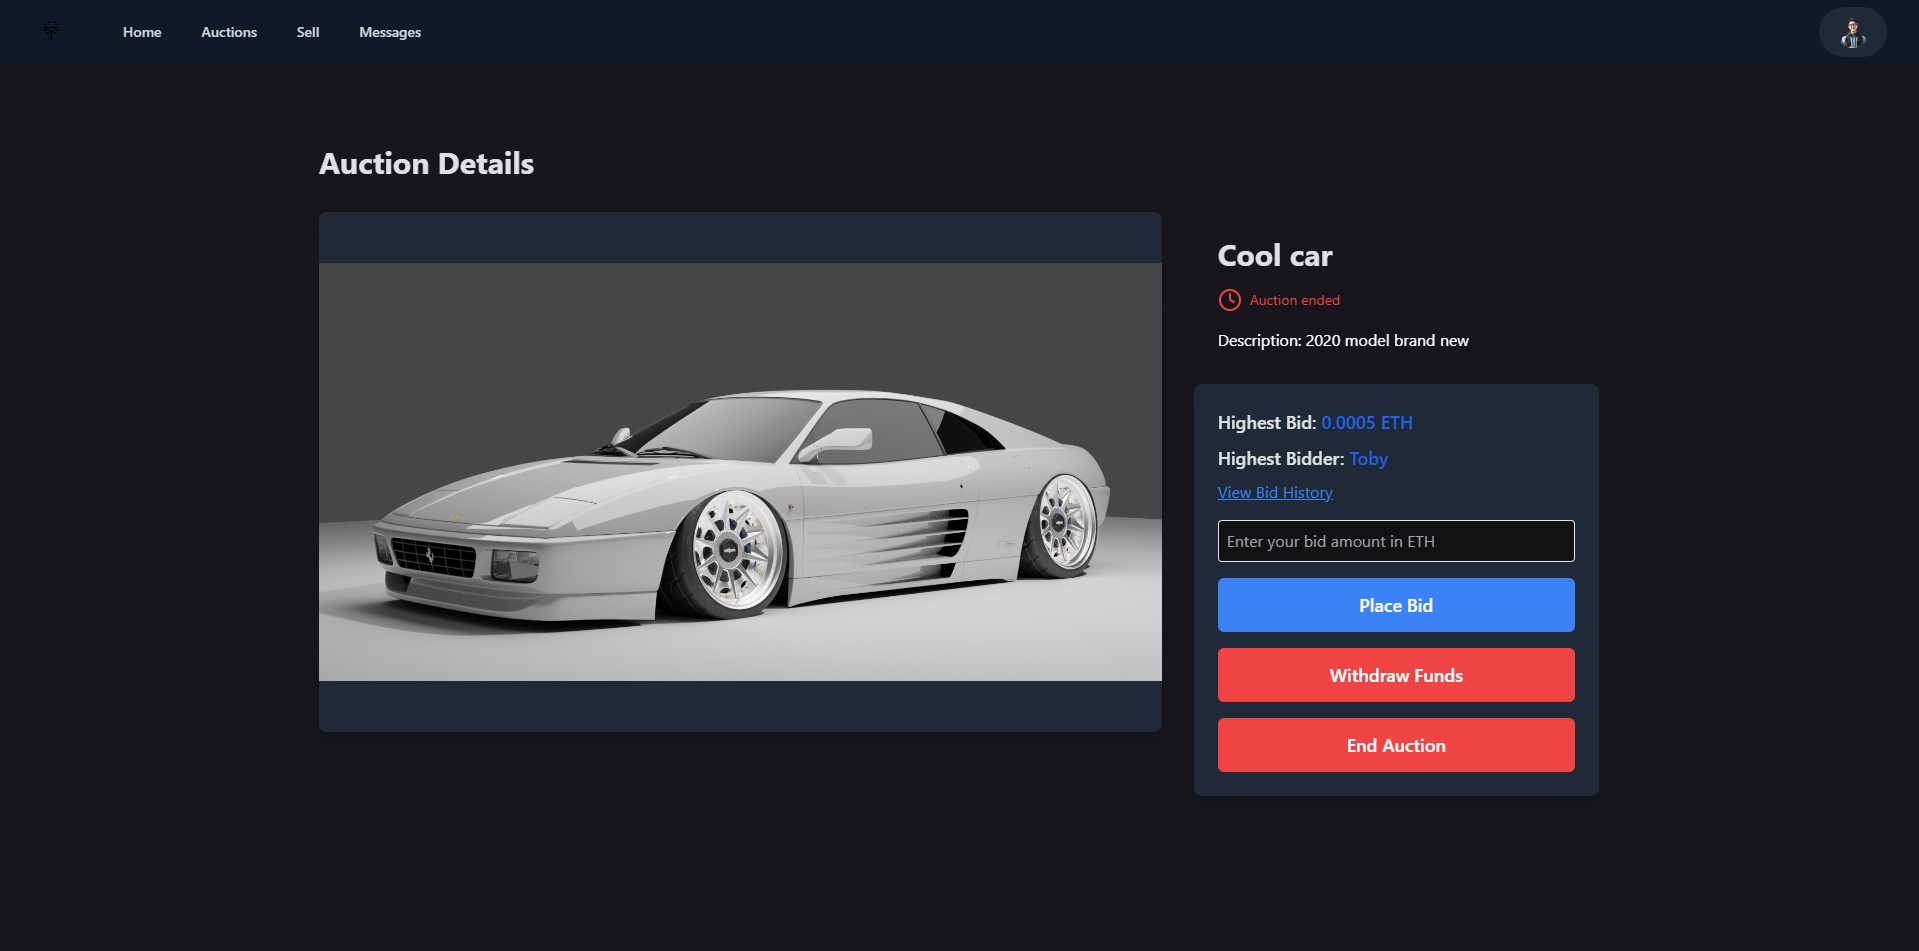 Home
Auctions
Sell
Messages
Auction Details
Cool car
Auction ended
Description: 2020 model brand new
Highest Bid: 0.0005 ETH
Highest Bidder: Toby
View Bid History
Enter your bid amount in ETH
Place Bid
Withdraw Funds
End Auction